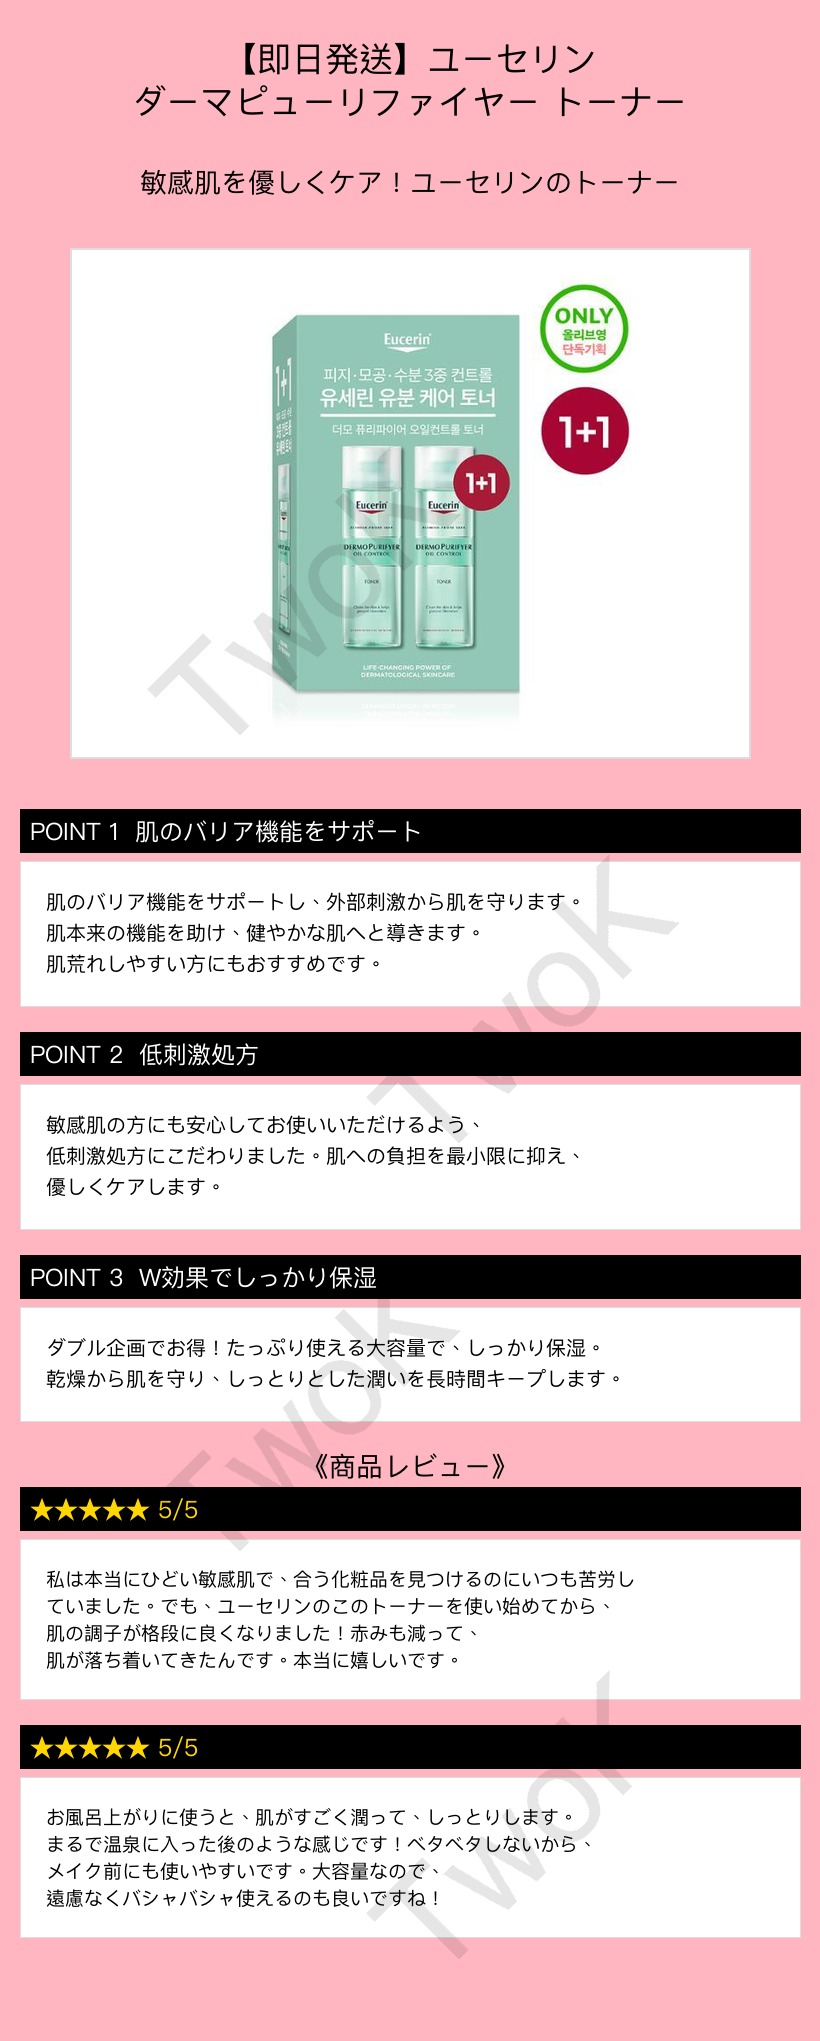 【即日発送】ユーセリン
ダーマピューリファイヤー トーナー
敏感肌を優しくケア！ユーセリンのトーナー
ONLY
올리브영
단독기획
1+1
Eucerin
피지·모공·수분 3중 컨트롤
유세린 유분 케어 토너
더모 퓨리파이어 오일컨트롤 토너
1+1
1+1
Eucerin
Eucerin
DERMOPURIFYER
OIL CONTROL
TONER
DERMOPURIFYER
OIL CONTROL
TONER
LIFE-CHANGING POWER OF
DERMATOLOGICAL SKINCARE
TwoK
POINT 1 肌のバリア機能をサポート
肌のバリア機能をサポートし、外部刺激から肌を守ります。
肌本来の機能を助け、健やかな肌へと導きます。
肌荒れしやすい方にもおすすめです。
TwoK
POINT 2 低刺激処方
敏感肌の方にも安心してお使いいただけるよう、
低刺激処方にこだわりました。肌への負担を最小限に抑え、
優しくケアします。
POINT 3 W効果でしっかり保湿
ダブル企画でお得！たっぷり使える大容量で、しっかり保湿。
乾燥から肌を守り、しっとりとした潤いを長時間キープします。
TwoK
《商品レビュー》
★★★★★ 5/5
私は本当にひどい敏感肌で、合う化粧品を見つけるのにいつも苦労し
ていました。でも、ユーセリンのこのトーナーを使い始めてから、
肌の調子が格段に良くなりました！赤みも減って、
肌が落ち着いてきたんです。本当に嬉しいです。
★★★★★ 5/5
お風呂上がりに使うと、肌がすごく潤って、しっとりします。
まるで温泉に入った後のような感じです！ベタベタしないから、
メイク前にも使いやすいです。大容量なので、
遠慮なくバシャバシャ使えるのも良いですね！
TwoK